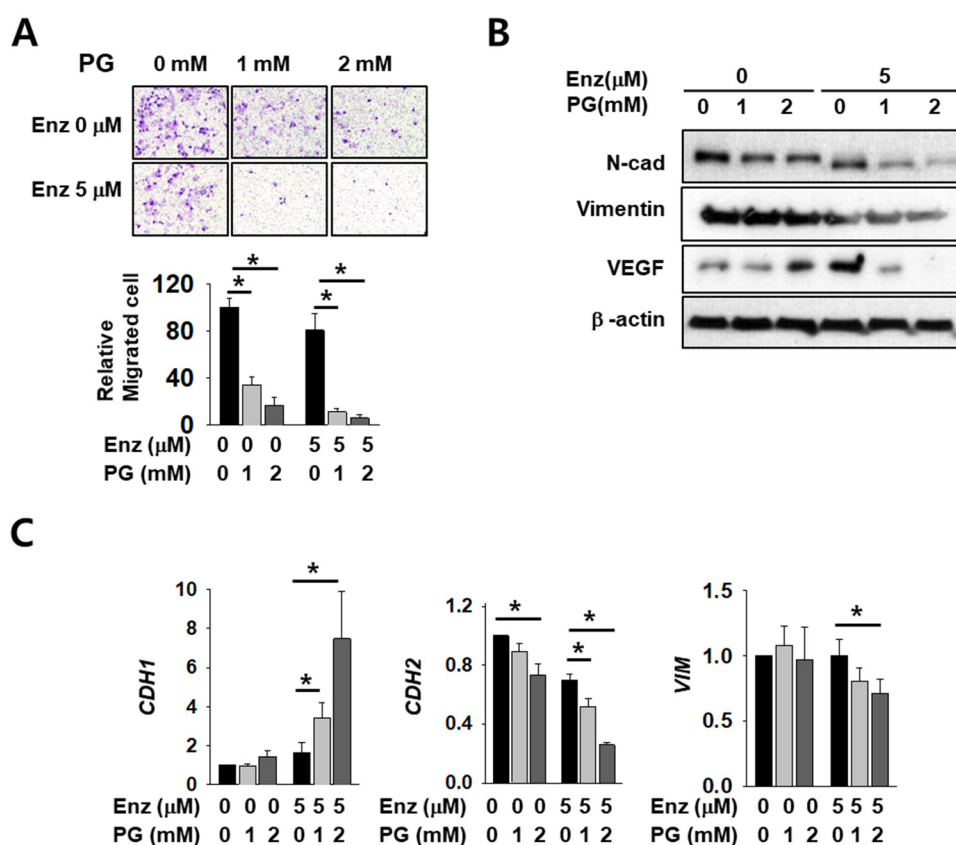 A
PG 0 mM 1 mM 2 mM
Enz 0 μM
Enz 5 μM
Relative
Migrated cell
120
80
40
0
* * * *
Enz (μM) 0 0 0 5 5 5
PG (mM) 0 1 2 0 1 2
B
Enz(μM) 0 5
PG(mM) 0 1 2 0 1 2
N-cad
Vimentin
VEGF
β-actin
C
CDH1
10
8
6
4
2
0
* *
Enz (μM) 0 0 0 5 5 5
PG (mM) 0 1 2 0 1 2
CDH2
1.2
0.8
0.4
0.0
* * *
0 0 0 5 5 5
0 1 2 0 1 2
VIM
1.5
1.0
0.5
0.0
*
Enz (μM) 0 0 0 5 5 5
PG (mM) 0 1 2 0 1 2